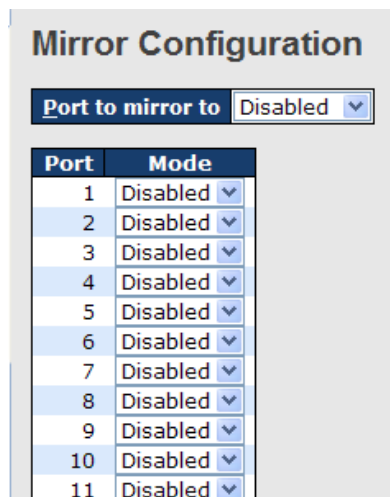 Mirror Configuration
Port to mirror to Disabled
Port Mode
1 Disabled
2 Disabled
3 Disabled
4 Disabled
5 Disabled
6 Disabled
7 Disabled
8 Disabled
9 Disabled
10 Disabled
11 Disabled